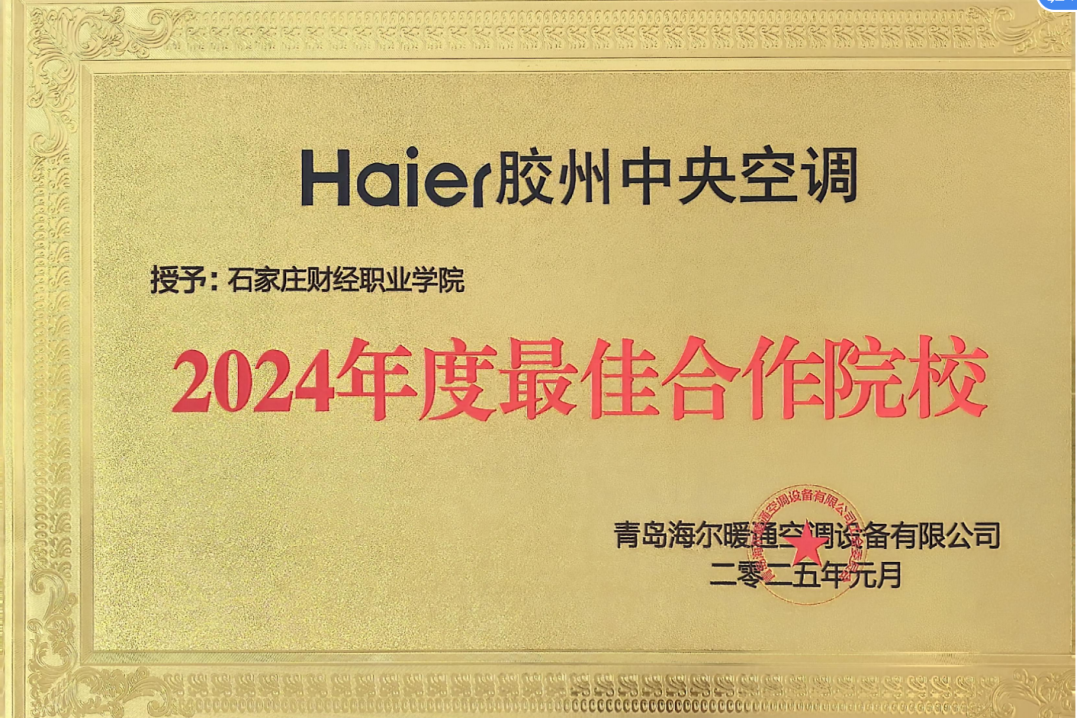 Haier胶州中央空调
授予：石家庄财经职业学院
2024年度最佳合作院校
青岛海尔暖通空调设备有限公司
二零二五年元月